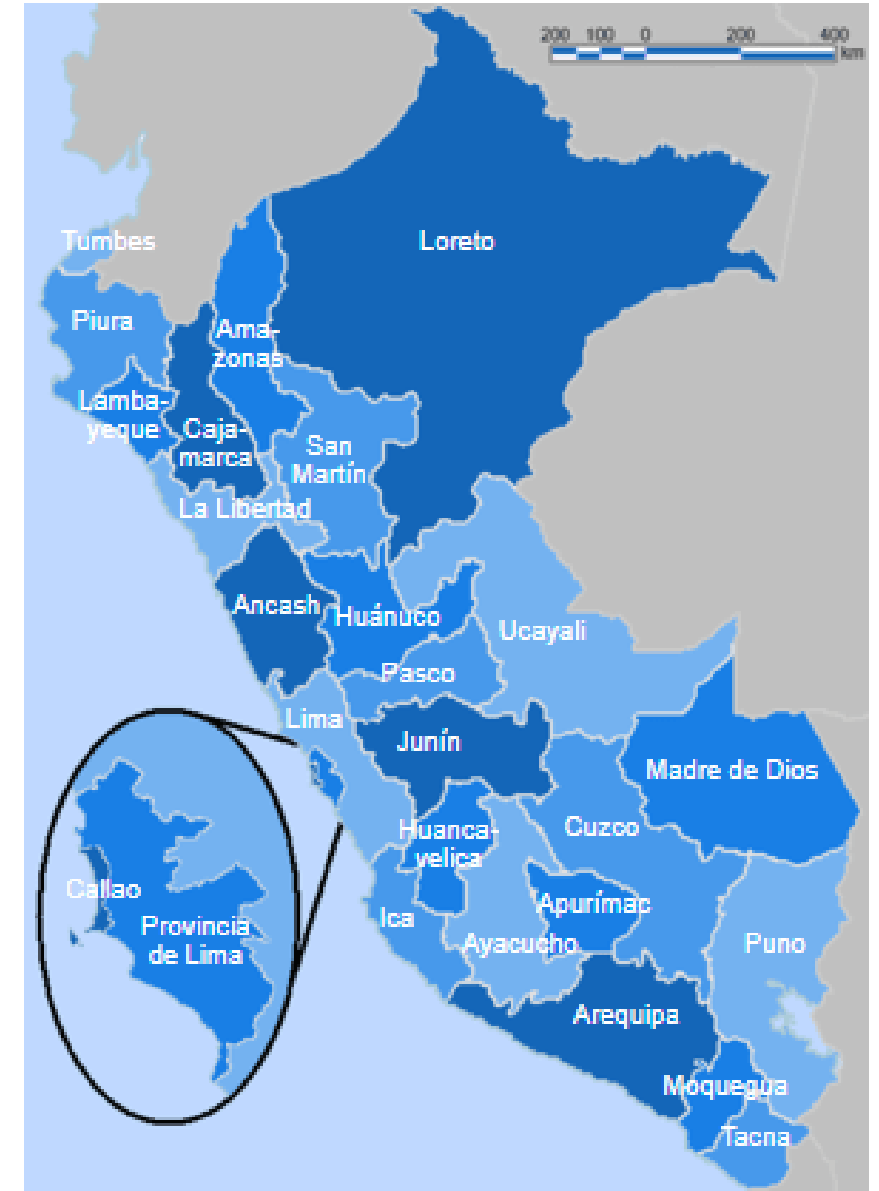 200 100 0 200 400
km
Tumbes
Loreto
Piura
Ama-
zonas
Lamba-
yeque
Caja-
marca
San
Martín
La Libertad
Ancash
Huánuco
Ucayali
Pasco
Lima
Junín
Madre de Dios
Huanca-
velica
Cuzco
Callao
Provincia
de Lima
Ica
Apurímac
Ayacucho
Puno
Arequipa
Moquegua
Tacna